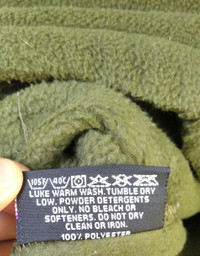 105F 40C
LUKE WARM WASH. TUMBLE DRY
LOW. POWDER DETERGENTS
ONLY. NO BLEACH OR
SOFTENERS. DO NOT DRY
CLEAN OR IRON.
100% POLYESTER